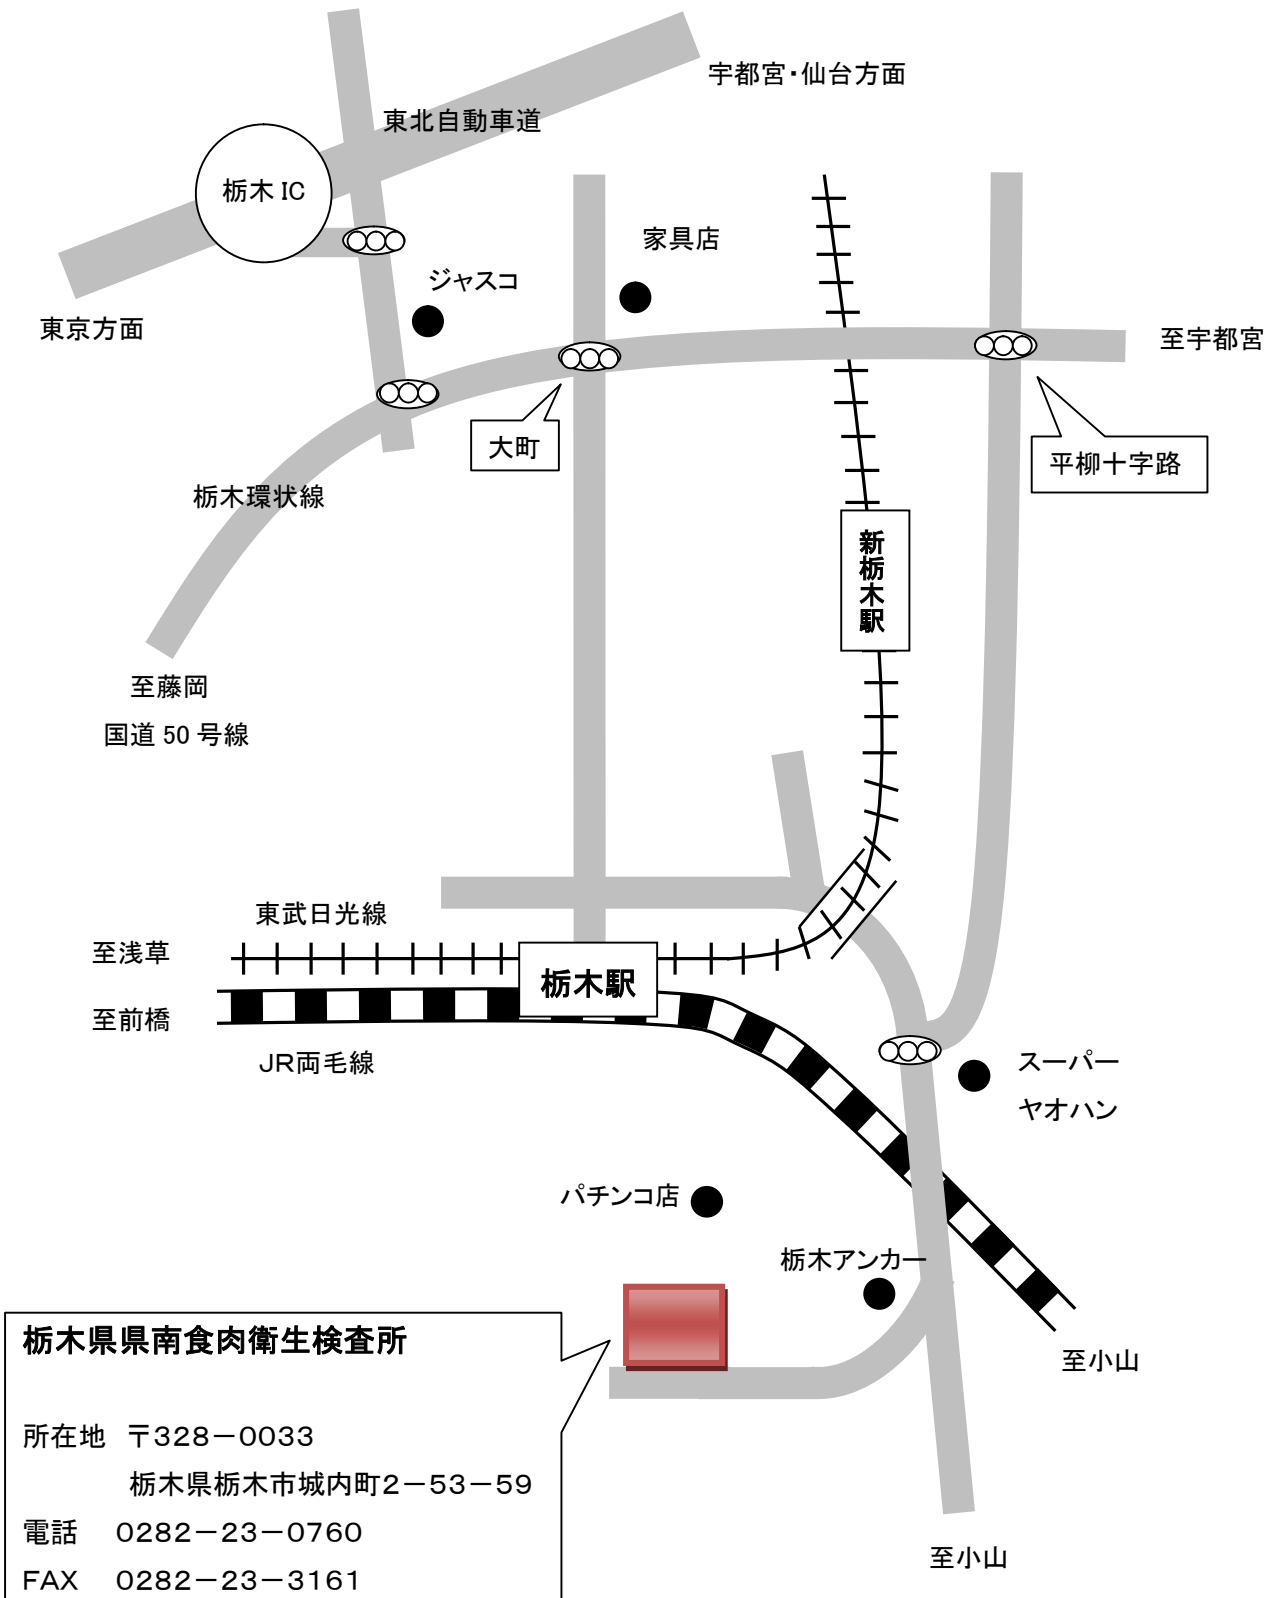 宇都宮・仙台方面
東北自動車道
栃木 IC
家具店
ジャスコ
東京方面
至宇都宮
大町
平柳十字路
栃木環状線
新栃木駅
至藤岡
国道 50 号線
東武日光線
至浅草
栃木駅
至前橋
JR両毛線
スーパー
ヤオハン
パチンコ店
栃木アンカー
至小山
栃木県県南食肉衛生検査所
所在地 〒328－0033
栃木県栃木市城内町2－53－59
電話 0282－23－0760
FAX 0282－23－3161
至小山